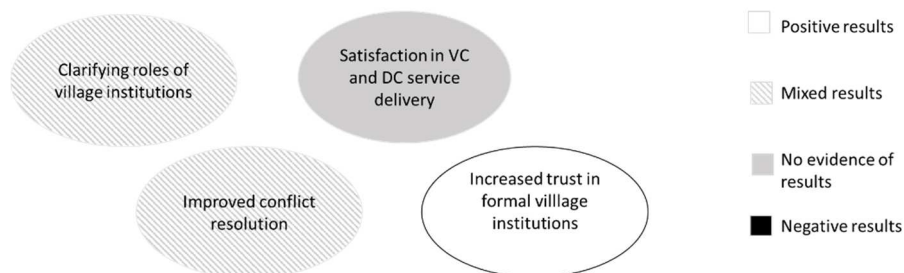 Clarifying roles of
village institutions
Satisfaction in VC
and DC service
delivery
Improved conflict
resolution
Increased trust in
formal villlage
institutions
Positive results
Mixed results
No evidence of
results
Negative results